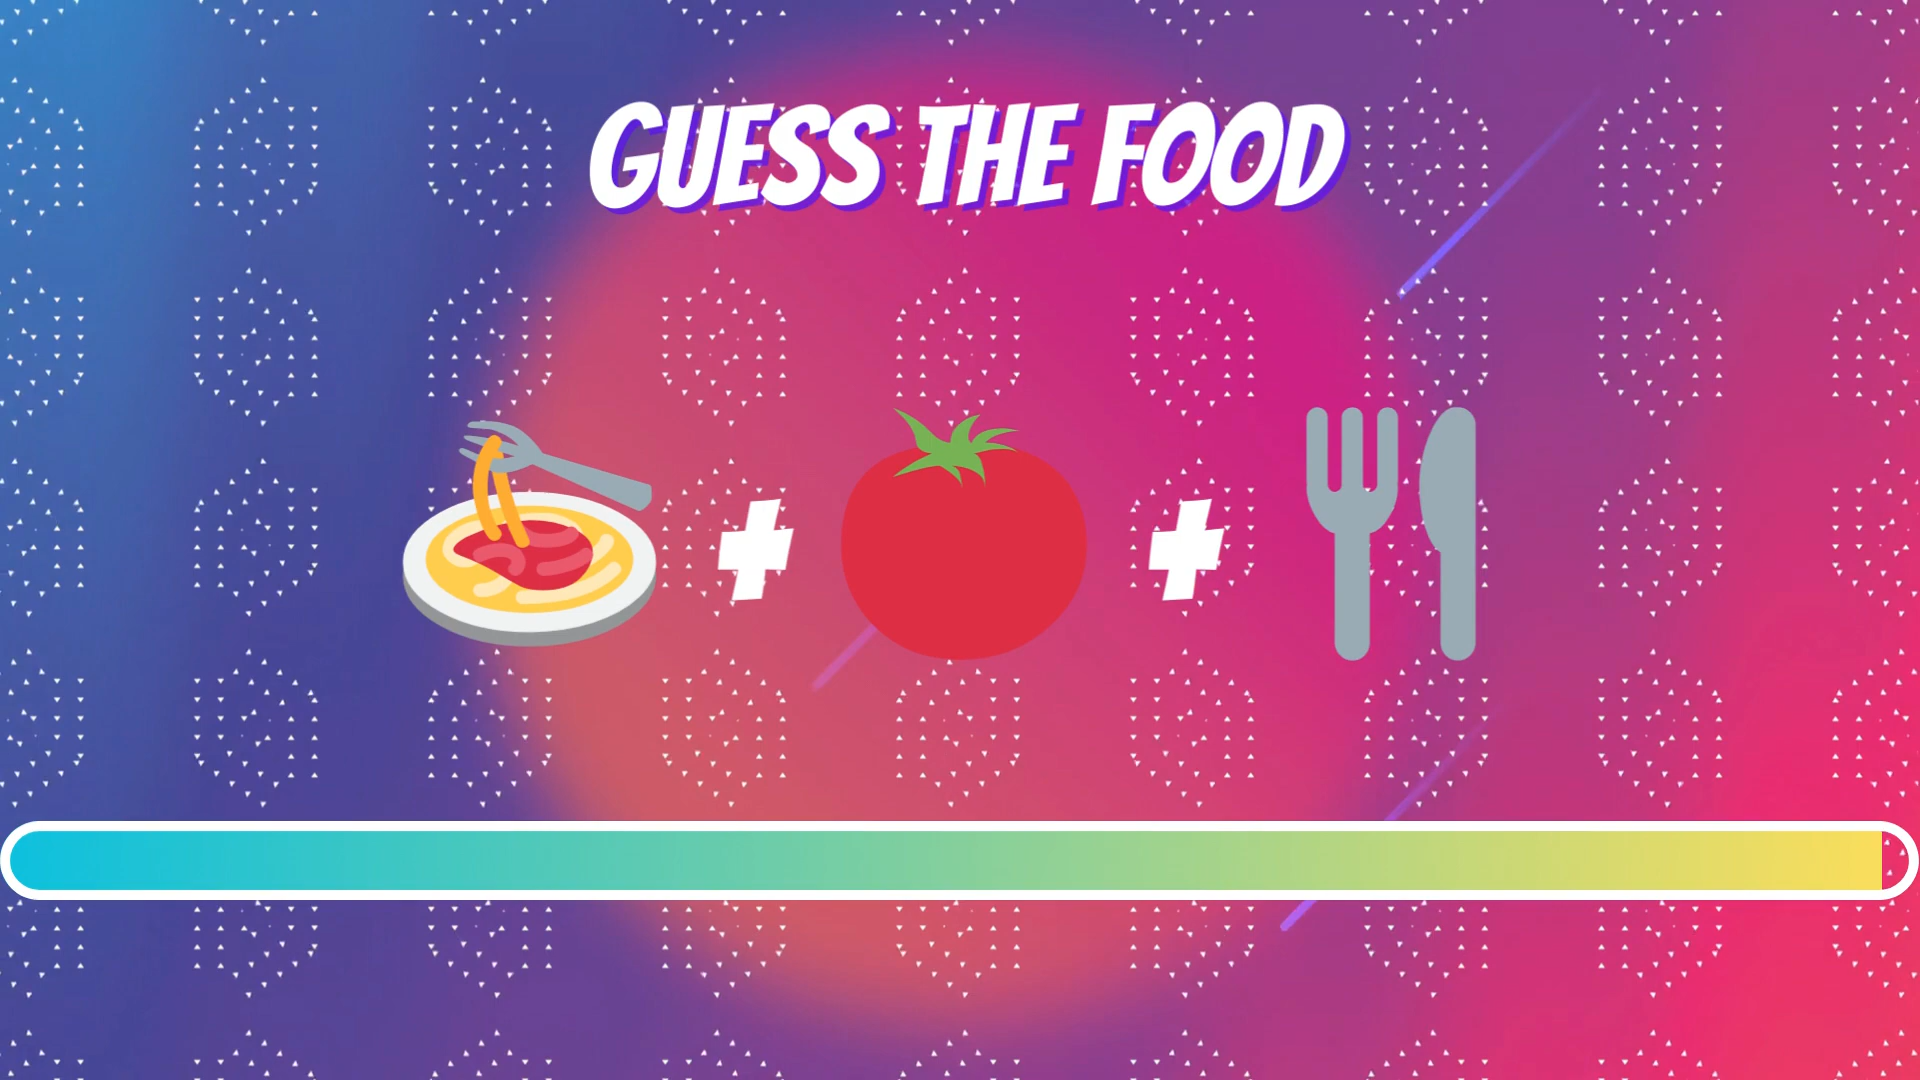 GUESS THE FOOD
+ +